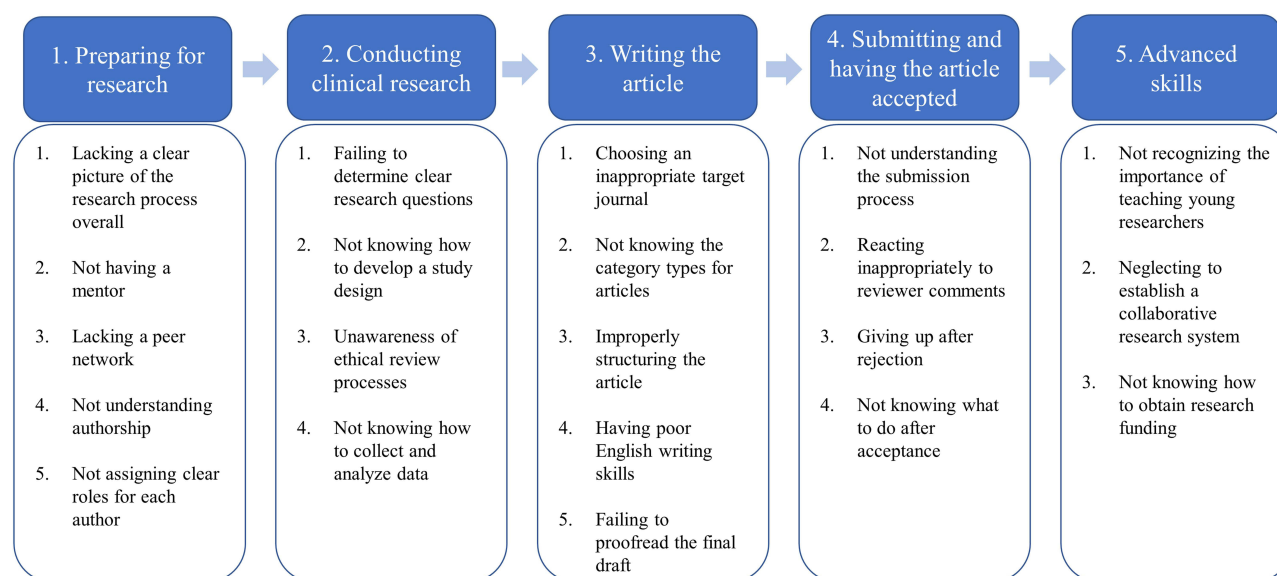 1. Preparing for
research
2. Conducting
clinical research
3. Writing the
article
4. Submitting and
having the article
accepted
5. Advanced
skills
1. Lacking a clear
picture of the
research process
overall
2. Not having a
mentor
3. Lacking a peer
network
4. Not understanding
authorship
5. Not assigning clear
roles for each
author
1. Failing to
determine clear
research questions
2. Not knowing how
to develop a study
design
3. Unawareness of
ethical review
processes
4. Not knowing how
to collect and
analyze data
1. Choosing an
inappropriate target
journal
2. Not knowing the
category types for
articles
3. Improperly
structuring the
article
4. Having poor
English writing
skills
5. Failing to
proofread the final
draft
1. Not understanding
the submission
process
2. Reacting
inappropriately to
reviewer comments
3. Giving up after
rejection
4. Not knowing what
to do after
acceptance
1. Not recognizing the
importance of
teaching young
researchers
2. Neglecting to
establish a
collaborative
research system
3. Not knowing how
to obtain research
funding